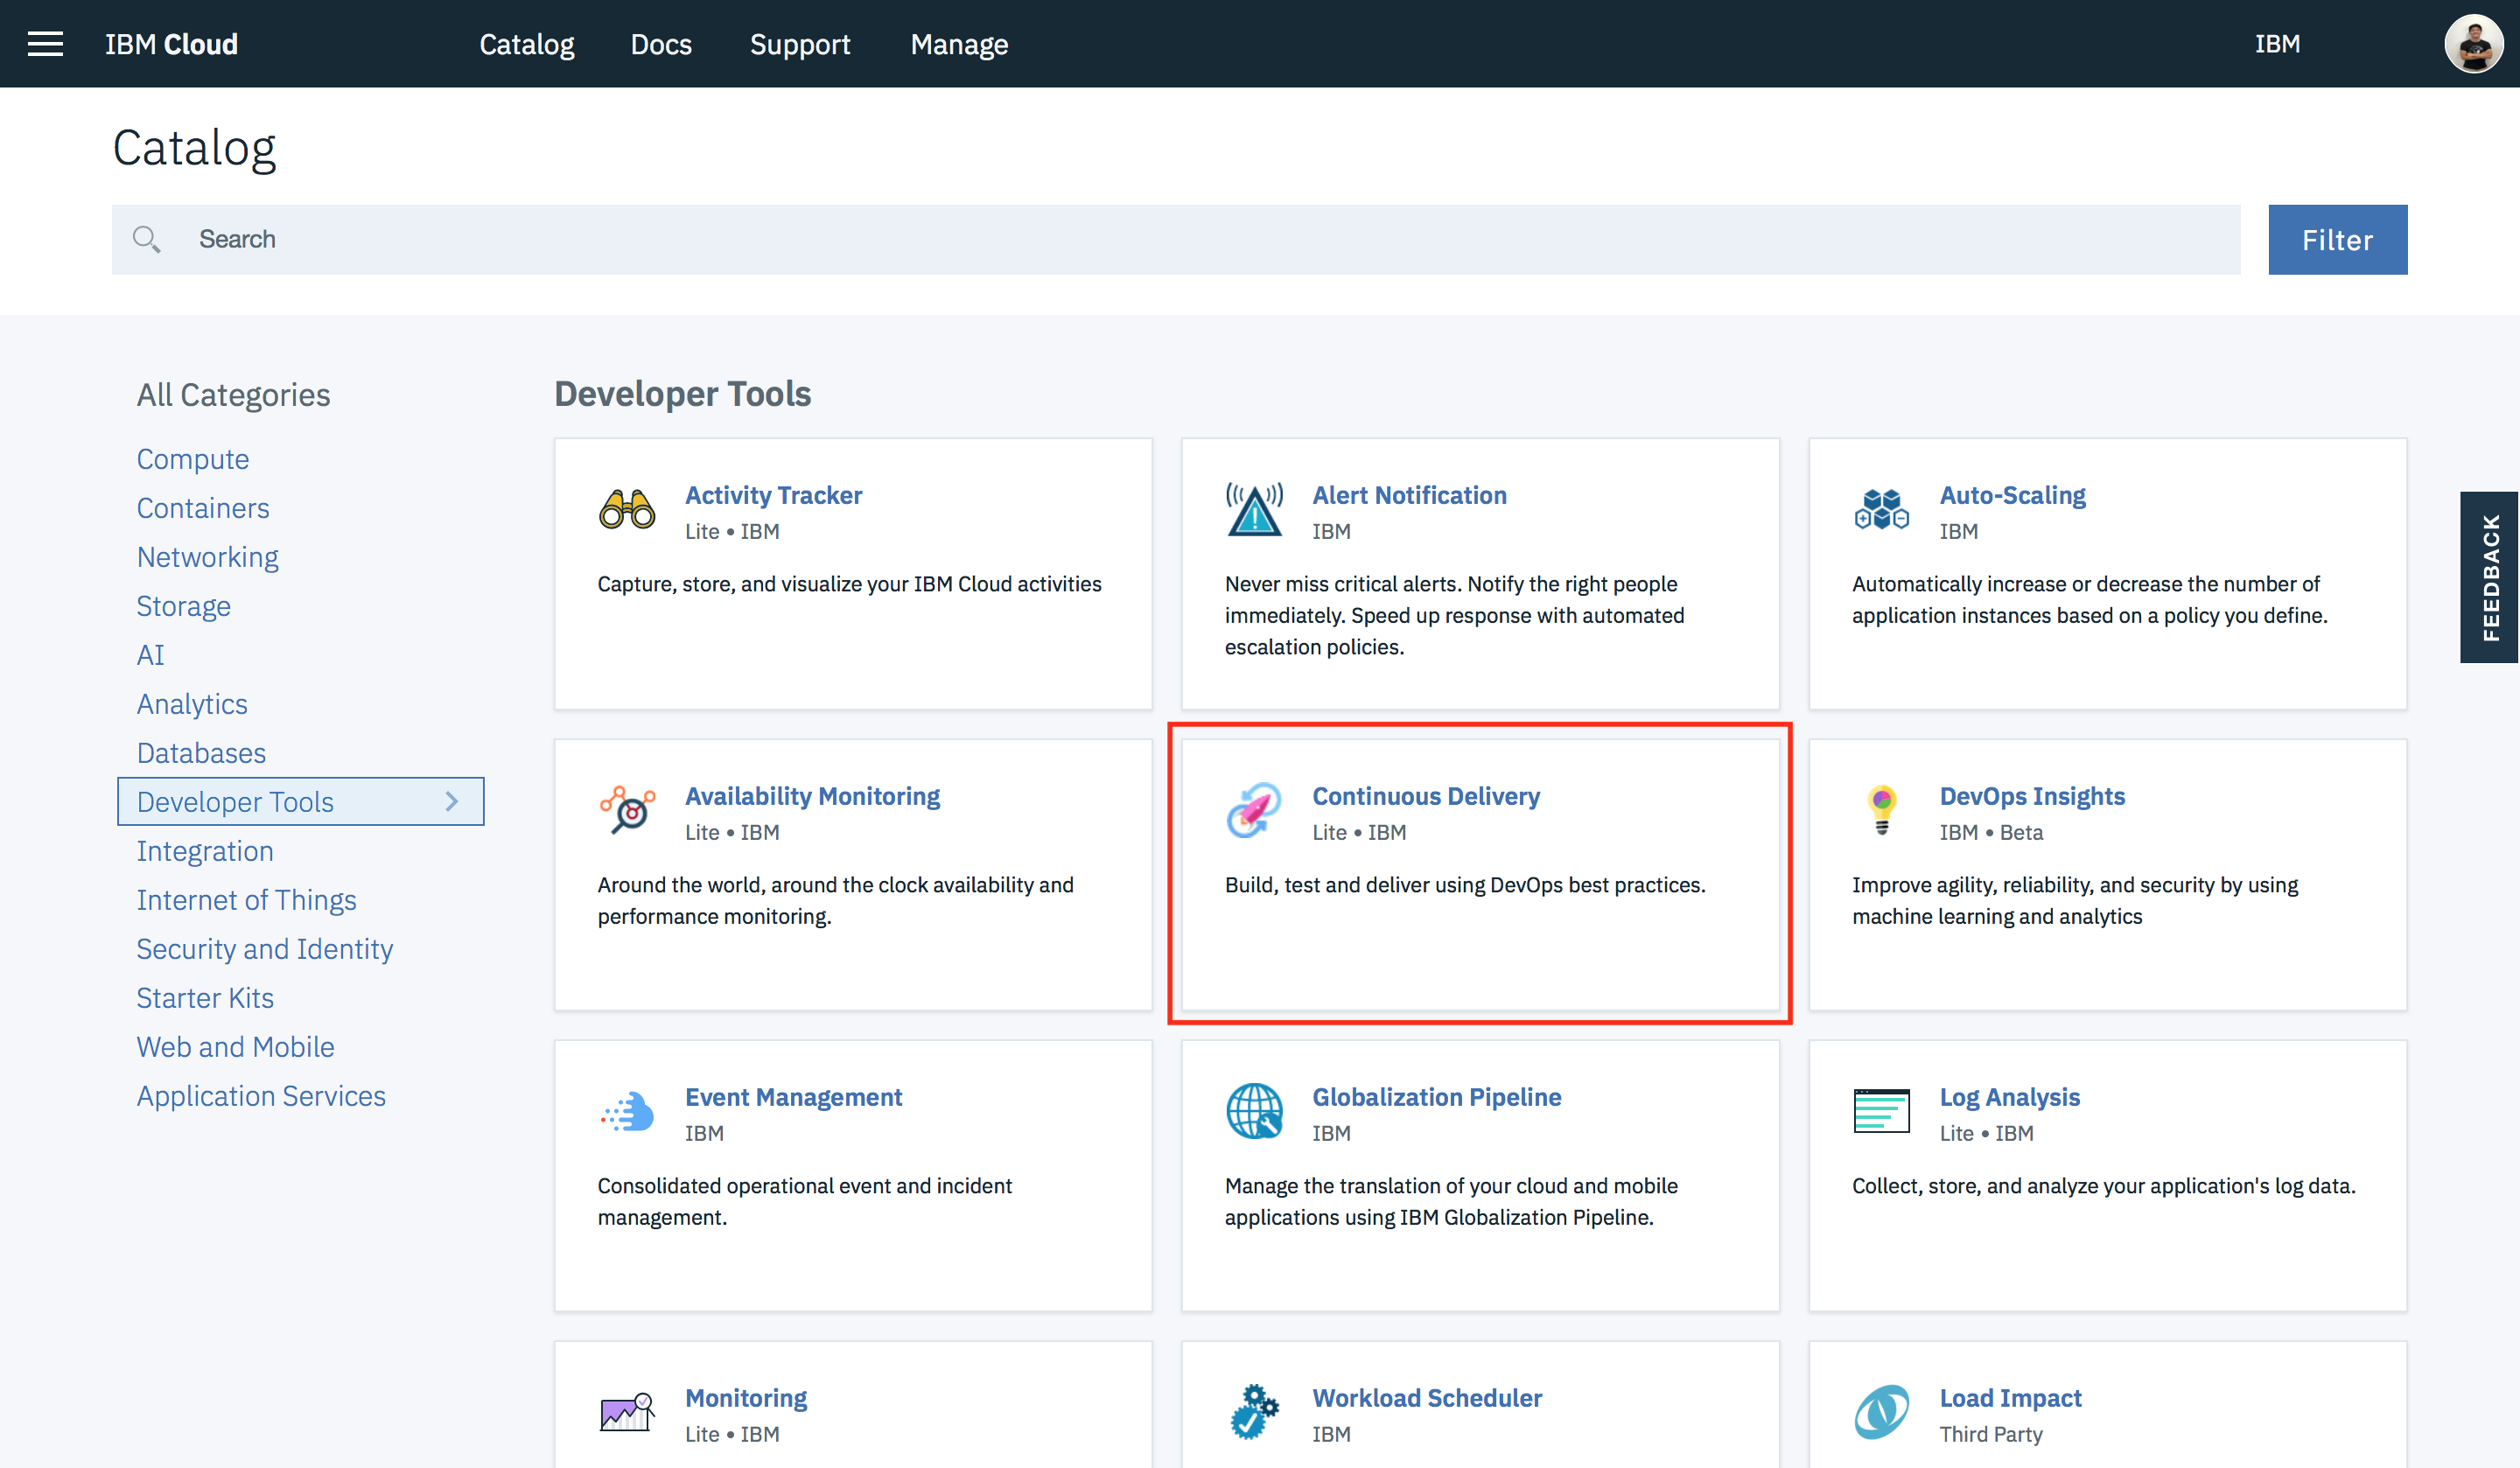 IBM Cloud
Catalog
Docs
Support
Manage
IBM
Catalog
Search
Filter
All Categories
Compute
Containers
Networking
Storage
AI
Analytics
Databases
Developer Tools
Integration
Internet of Things
Security and Identity
Starter Kits
Web and Mobile
Application Services
Developer Tools
Activity Tracker
Lite • IBM
Capture, store, and visualize your IBM Cloud activities
Alert Notification
IBM
Never miss critical alerts. Notify the right people
immediately. Speed up response with automated
escalation policies.
Auto-Scaling
IBM
Automatically increase or decrease the number of
application instances based on a policy you define.
Availability Monitoring
Lite • IBM
Around the world, around the clock availability and
performance monitoring.
Continuous Delivery
Lite • IBM
Build, test and deliver using DevOps best practices.
DevOps Insights
IBM • Beta
Improve agility, reliability, and security by using
machine learning and analytics
Event Management
IBM
Consolidated operational event and incident
management.
Globalization Pipeline
IBM
Manage the translation of your cloud and mobile
applications using IBM Globalization Pipeline.
Log Analysis
Lite • IBM
Collect, store, and analyze your application's log data.
Monitoring
Lite • IBM
Workload Scheduler
IBM
Load Impact
Third Party
FEEDBACK